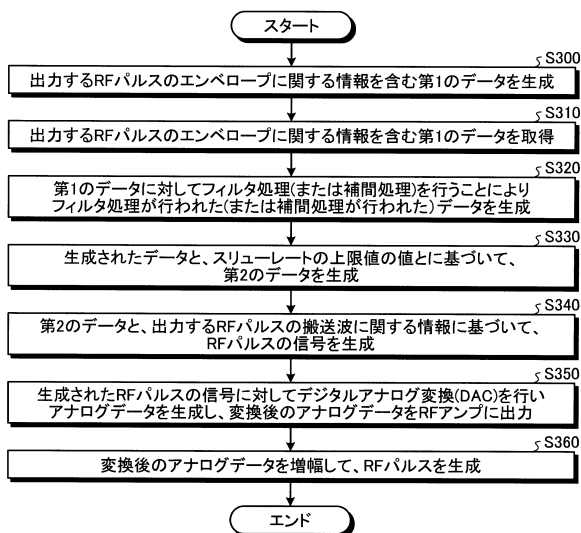 スタート
S300
出力するRFパルスのエンベロープに関する情報を含む第1のデータを生成
S310
出力するRFパルスのエンベロープに関する情報を含む第1のデータを取得
S320
第1のデータに対してフィルタ処理(または補間処理)を行うことにより
フィルタ処理が行われた(または補間処理が行われた)データを生成
S330
生成されたデータと、スリューレートの上限値の値とに基づいて、
第2のデータを生成
S340
第2のデータと、出力するRFパルスの搬送波に関する情報に基づいて、
RFパルスの信号を生成
S350
生成されたRFパルスの信号に対してデジタルアナログ変換(DAC)を行い
アナログデータを生成し、変換後のアナログデータをRFアンプに出力
S360
変換後のアナログデータを増幅して、RFパルスを生成
エンド